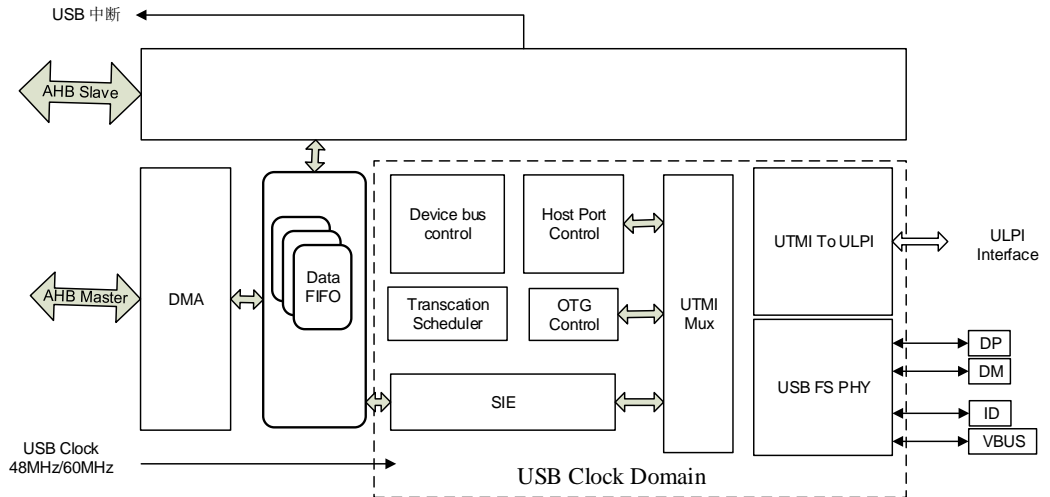 USB 中断
AHB Slave
Device bus
control
Host Port
Control
UTMI To ULPI
ULPI
Interface
Data
FIFO
AHB Master
DMA
Transcation
Scheduler
OTG
Control
UTMI
Mux
USB FS PHY
DP
DM
ID
VBUS
SIE
USB Clock
48MHz/60MHz
USB Clock Domain